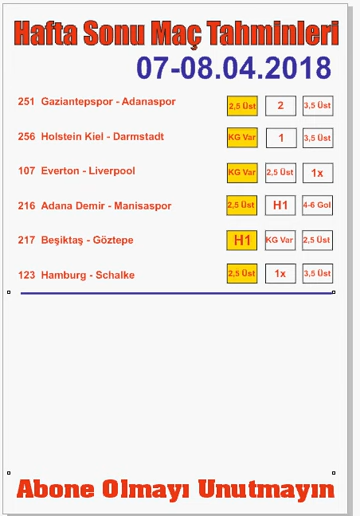 Hafta Sonu Maç Tahminleri
07-08.04.2018
251 Gaziantepspor - Adanaspor 2,5 Üst 2 3,5 Üst
256 Holstein Kiel - Darmstadt KG Var 1 3,5 Üst
107 Everton - Liverpool KG Var 2,5 Üst 1x
216 Adana Demir - Manisaspor 2,5 Üst H1 4-6 Gol
217 Beşiktaş - Göztepe H1 KG Var 2,5 Üst
123 Hamburg - Schalke 2,5 Üst 1x 3,5 Üst
Abone Olmayı Unutmayın